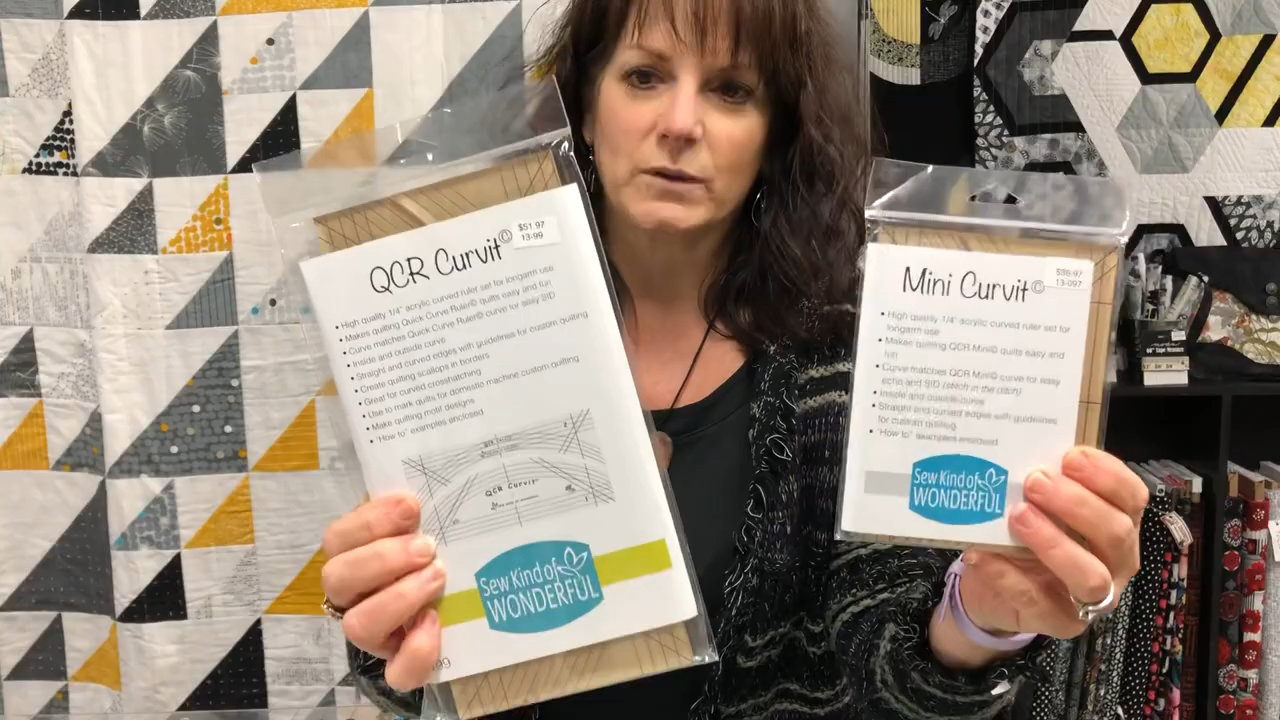 QCR Curvit©
$51.97
13-99
• High quality 1/4" acrylic curved ruler set for longarm use
• Makes quilting Quick Curve Ruler© quilts easy and fun
• Curve matches Quick Curve Ruler© curve for easy SID
• Inside and outside curve
• Straight and curved edges with guidelines for custom quilting
• Create quilting scallops in borders
• Great for curved crosshatching
• Use to mark quilts for domestic machine custom quilting
• Make quilting motif designs
• "How to" examples enclosed
QCR Curvit
Sew Kind of
WONDERFUL
Mini Curvit©
13-097
• High quality 1/4" acrylic curved ruler set for
longarm use
• Makes quilting QCR Mini© quilts easy and
fun
• Curve matches QCR Mini© curve for easy
echo and SID (stitch in the ditch)
• Inside and outside curve
• Straight and curved edges with guidelines
for custom quilting
• "How to" examples enclosed
Sew Kind of
WONDERFUL